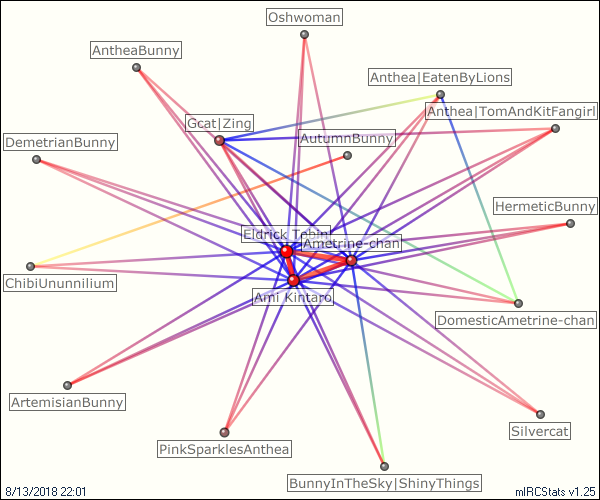 Oshwoman
AntheaBunny
Anthea|EatenByLions
Anthea|TomAndKitFangirl
Gcat|Zing
AutumnBunny
DemetrianBunny
HermeticBunny
Eldrick Tobin
Ametrine-chan
ChibiUnunnilium
Ami Kintaro
DomesticAmetrine-chan
ArtemisianBunny
Silvercat
PinkSparklesAnthea
BunnyInTheSky|ShinyThings
8/13/2018 22:01
mIRCStats v1.25